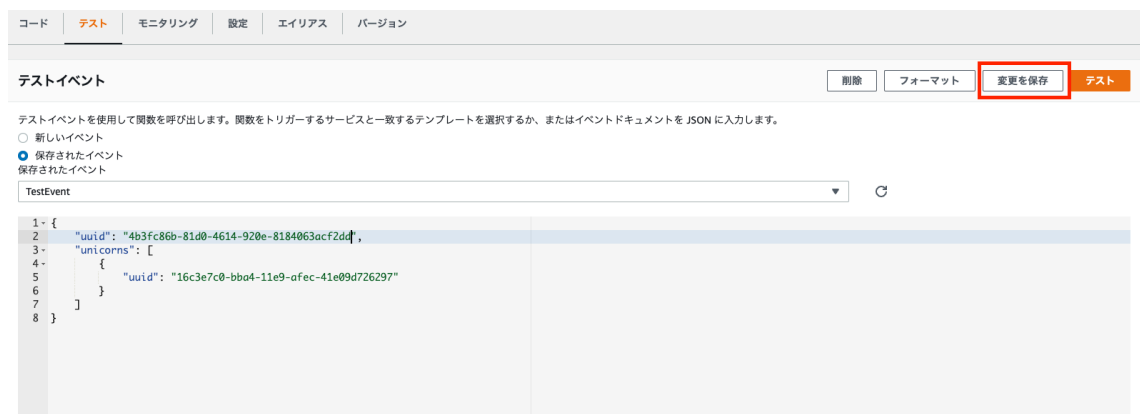 コード テスト モニタリング 設定 エイリアス バージョン
テストイベント 削除 フォーマット 変更を保存 テスト
テストイベントを使用して関数を呼び出します。関数をトリガーするサービスと一致するテンプレートを選択するか、またはイベントドキュメントを JSON に入力します。
新しいイベント
保存されたイベント
保存されたイベント
TestEvent
1 {
2 "uuid": "4b3fc86b-81d0-4614-920e-8184063acf2dd",
3 "unicorns": [
4 {
5 "uuid": "16c3e7c0-bba4-11e9-afec-41e09d726297"
6 }
7 ]
8 }